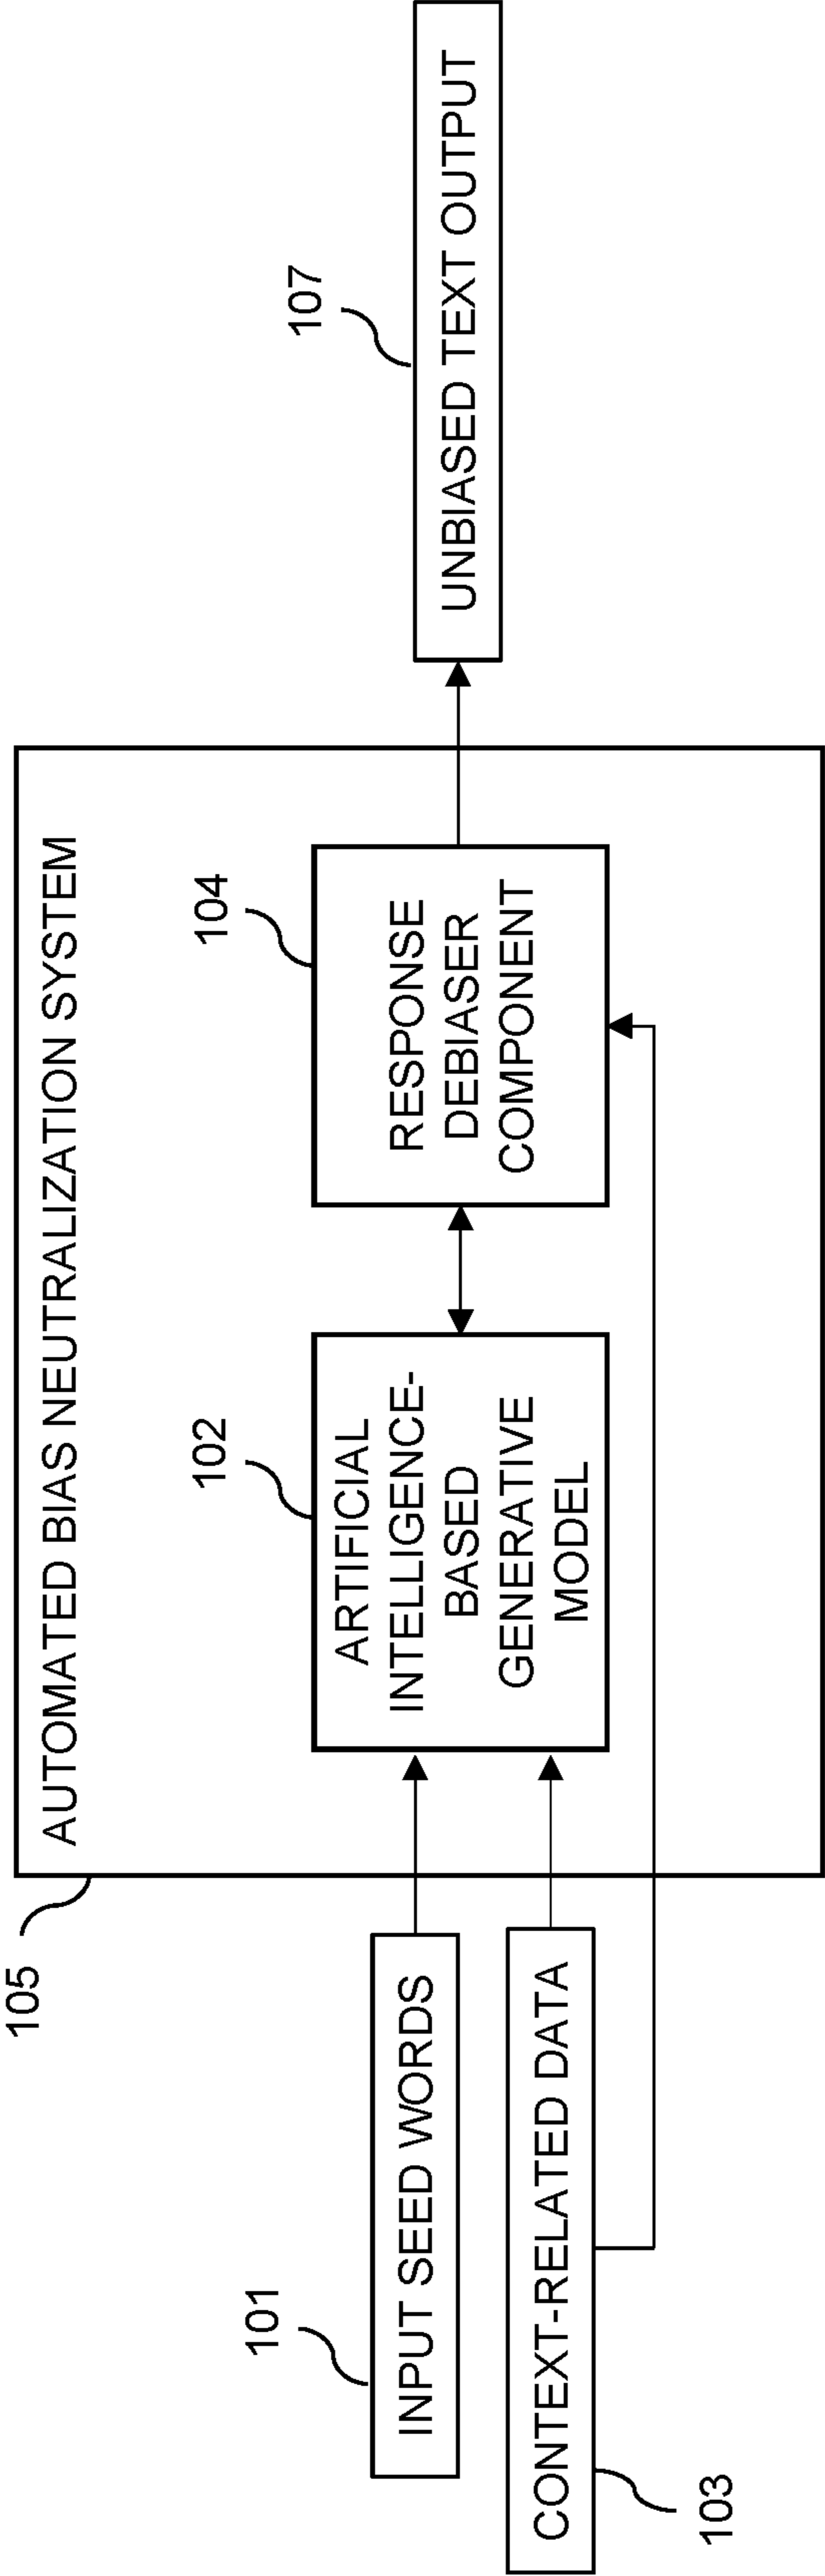 105
AUTOMATED BIAS NEUTRALIZATION SYSTEM
101
INPUT SEED WORDS
CONTEXT-RELATED DATA
103
102
ARTIFICIAL
INTELLIGENCE-
BASED
GENERATIVE
MODEL
104
RESPONSE
DEBIASER
COMPONENT
107
UNBIASED TEXT OUTPUT